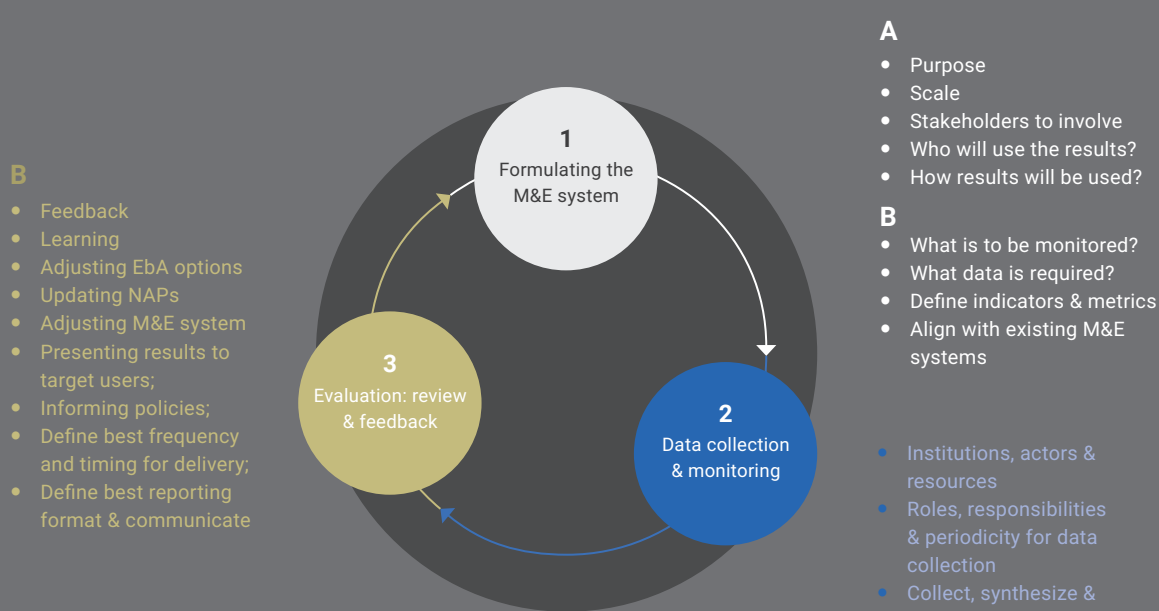 A
• Purpose
• Scale
• Stakeholders to involve
• Who will use the results?
• How results will be used?
B
• What is to be monitored?
• What data is required?
• Define indicators & metrics
• Align with existing M&E
systems
1
Formulating the
M&E system
2
Data collection
& monitoring
• Institutions, actors &
resources
• Roles, responsibilities
& periodicity for data
collection
• Collect, synthesize &
3
Evaluation: review
& feedback
B
• Feedback
• Learning
• Adjusting EbA options
• Updating NAPs
• Adjusting M&E system
• Presenting results to
target users;
• Informing policies;
• Define best frequency
and timing for delivery;
• Define best reporting
format & communicate